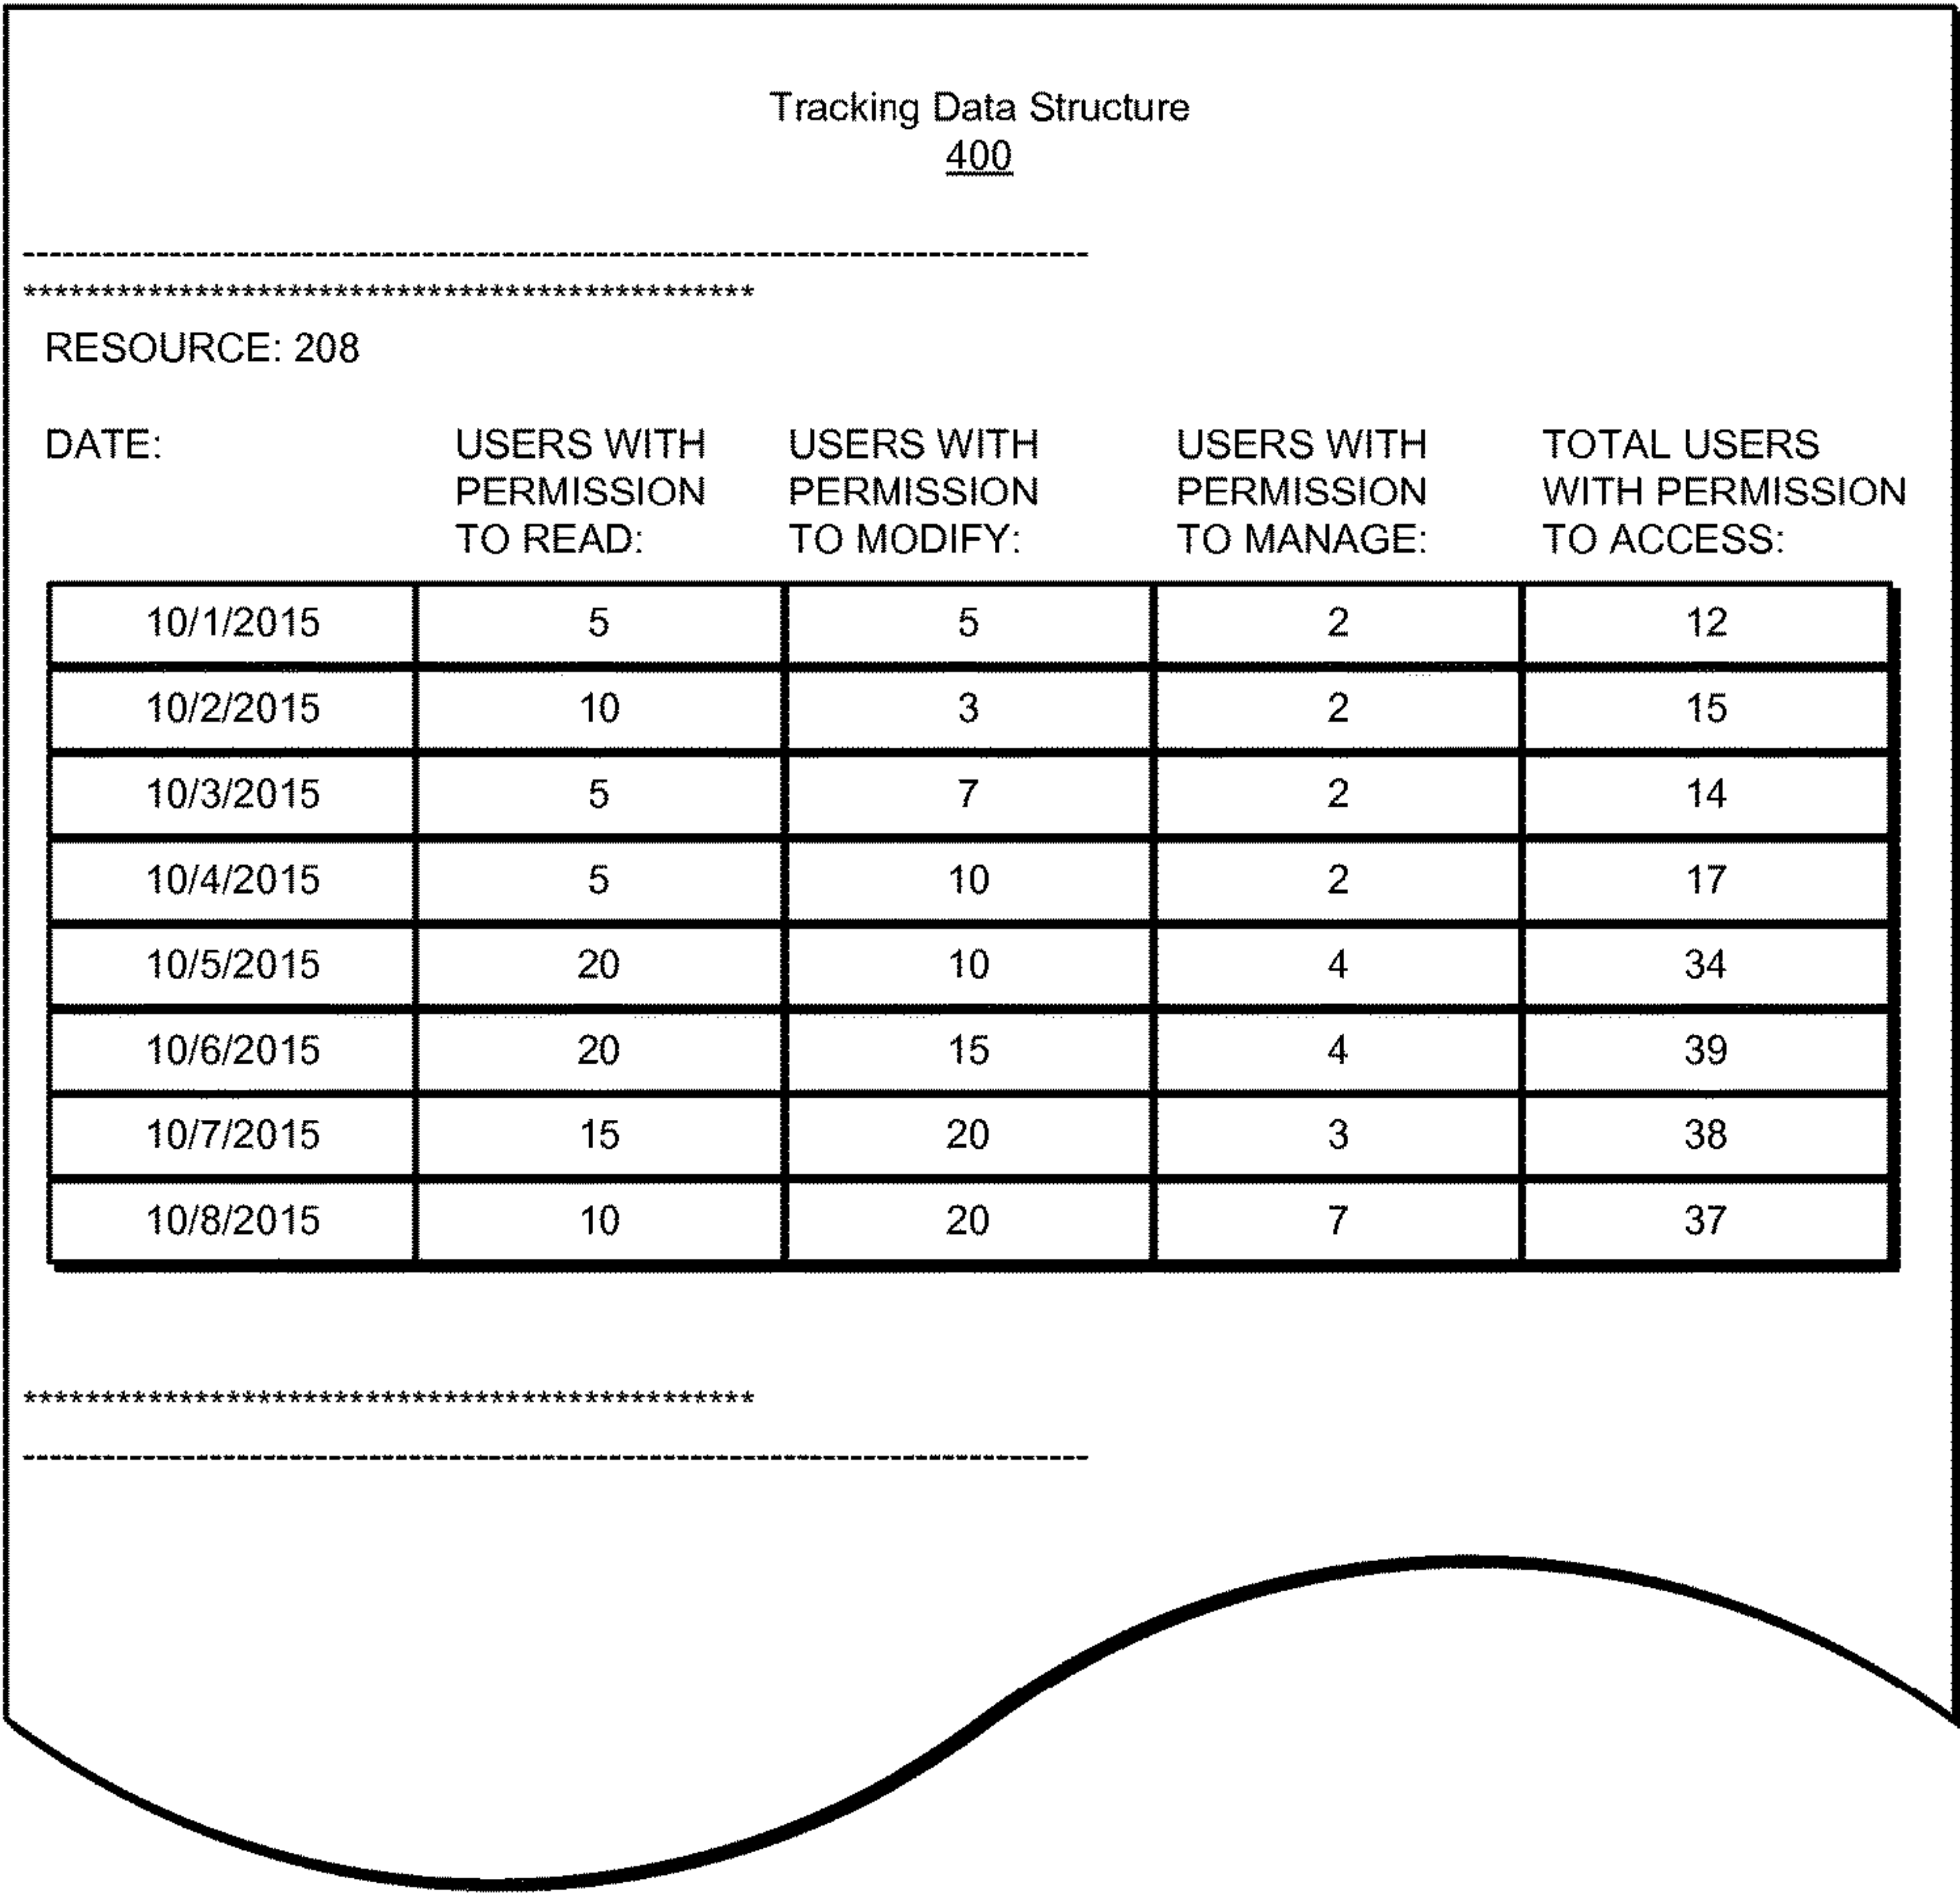 Tracking Data Structure
400
--------------------------------------------------------------------------------
***********************************************
RESOURCE: 208
DATE: USERS WITH PERMISSION TO READ: USERS WITH PERMISSION TO MODIFY: USERS WITH PERMISSION TO MANAGE: TOTAL USERS WITH PERMISSION TO ACCESS:
10/1/2015 5 5 2 12
10/2/2015 10 3 2 15
10/3/2015 5 7 2 14
10/4/2015 5 10 2 17
10/5/2015 20 10 4 34
10/6/2015 20 15 4 39
10/7/2015 15 20 3 38
10/8/2015 10 20 7 37
***********************************************
--------------------------------------------------------------------------------